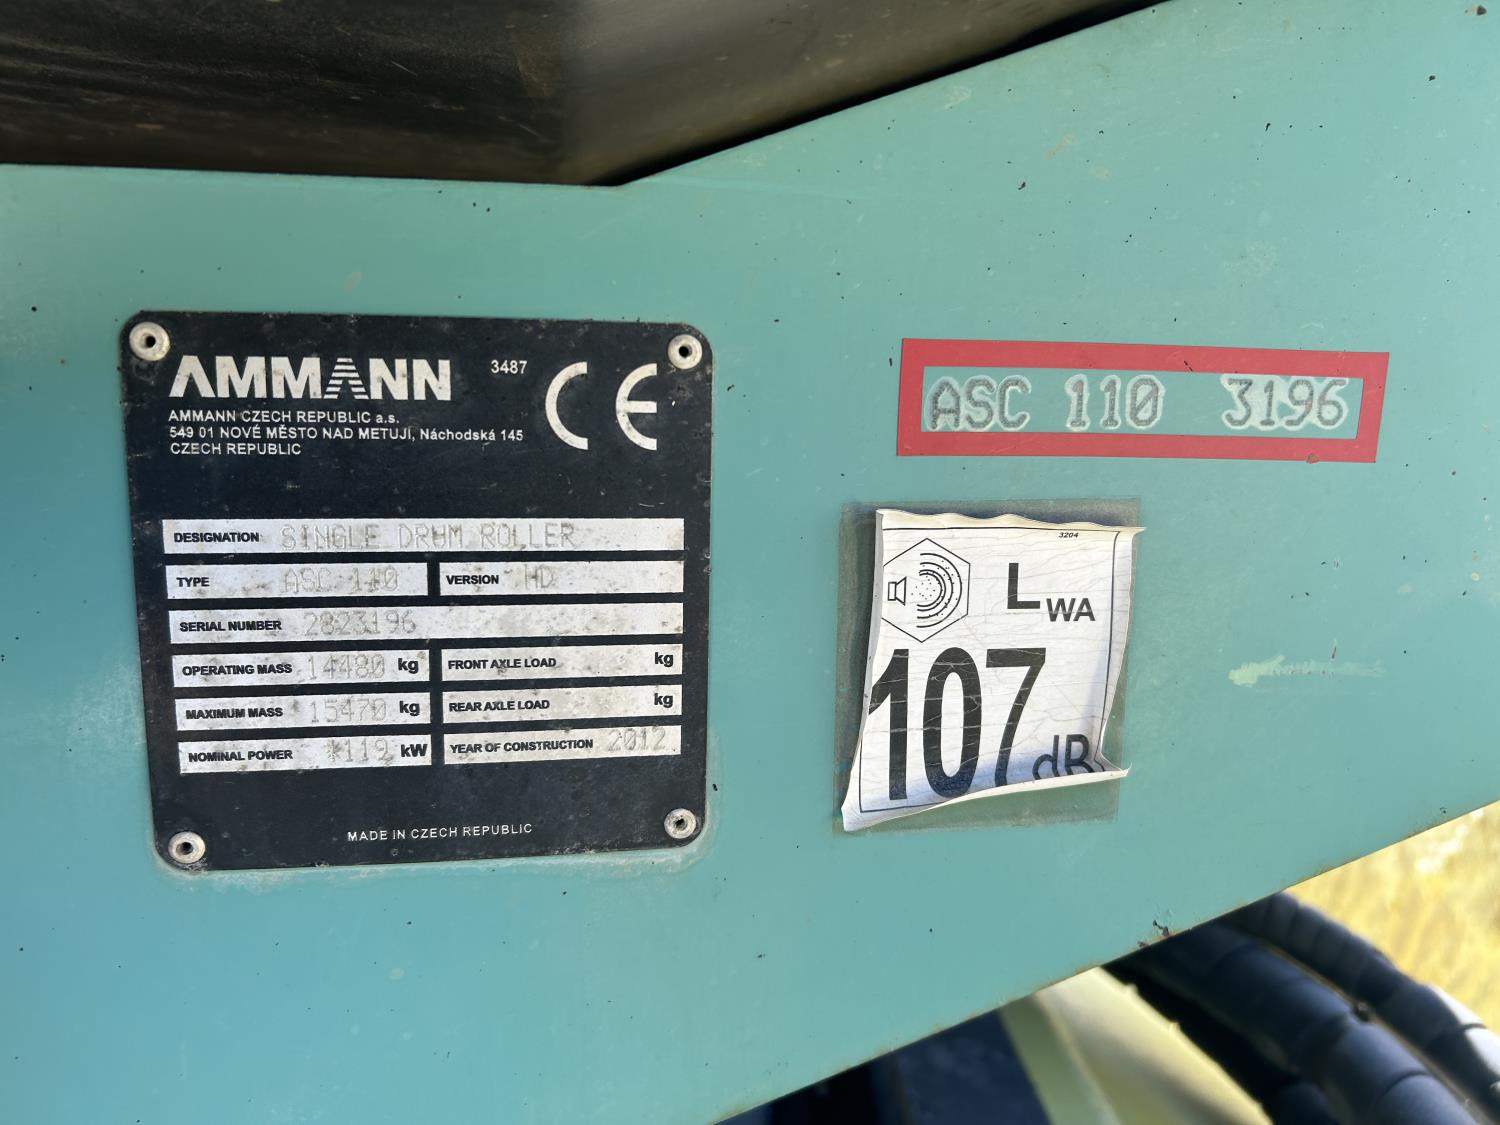 AMMANN 3487 CE
AMMANN CZECH REPUBLIC a.s.
549 01 NOVÉ MĚSTO NAD METUJÍ, Náchodská 145
CZECH REPUBLIC
DESIGNATION SINGLE DRUM ROLLER
TYPE ASC 110 VERSION HD
SERIAL NUMBER 2823196
OPERATING MASS 14480 kg FRONT AXLE LOAD kg
MAXIMUM MASS 15470 kg REAR AXLE LOAD kg
NOMINAL POWER *119 kW YEAR OF CONSTRUCTION 2012
MADE IN CZECH REPUBLIC
ASC 110 3196
3204
LWA
107 dB